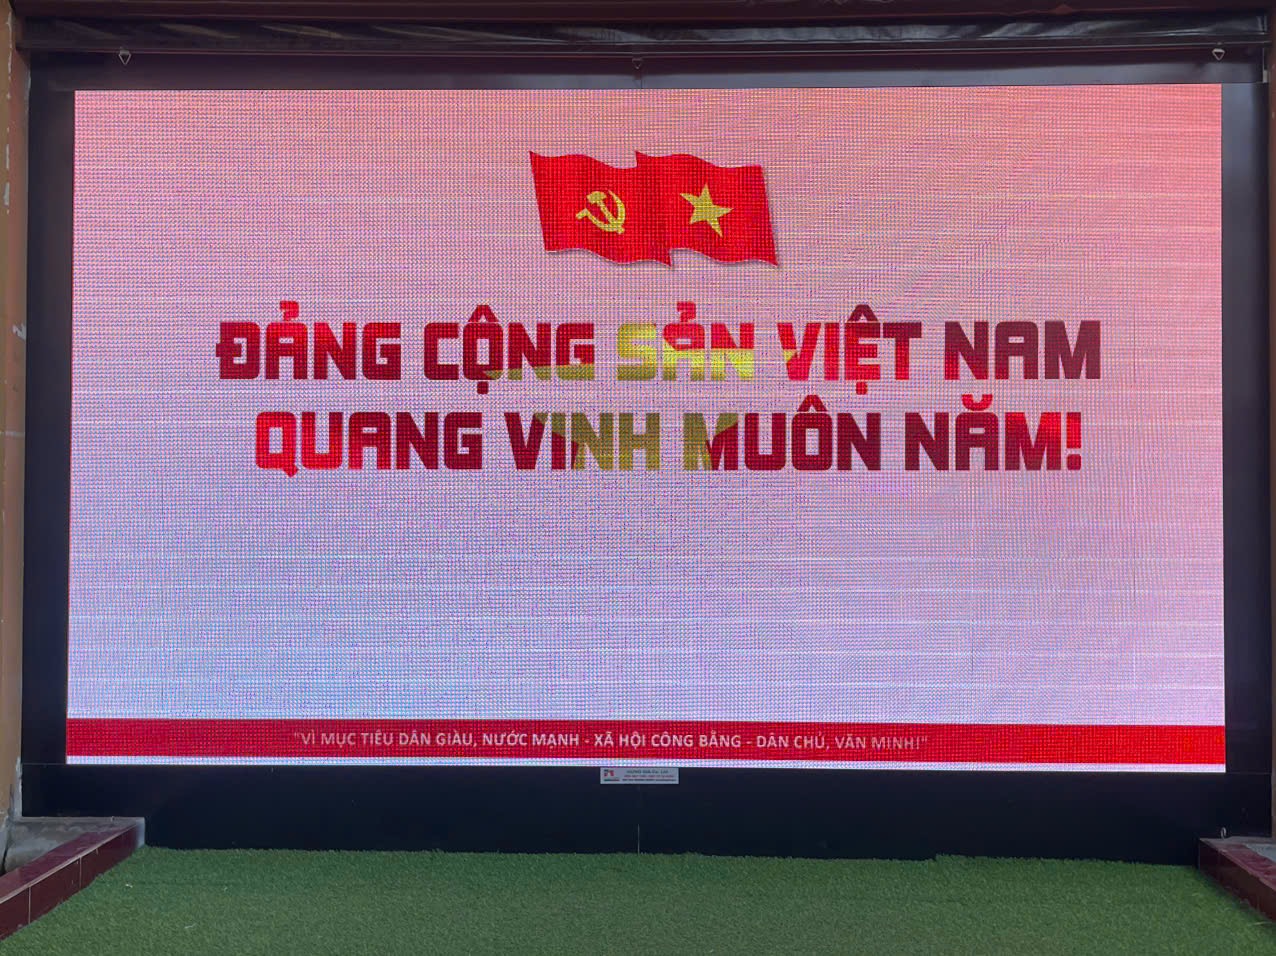 ĐẢNG CỘNG SẢN VIỆT NAM
QUANG VINH MUÔN NĂM!
"VÌ MỤC TIÊU DÂN GIÀU, NƯỚC MẠNH - XÃ HỘI CÔNG BẰNG - DÂN CHỦ, VĂN MINH!"